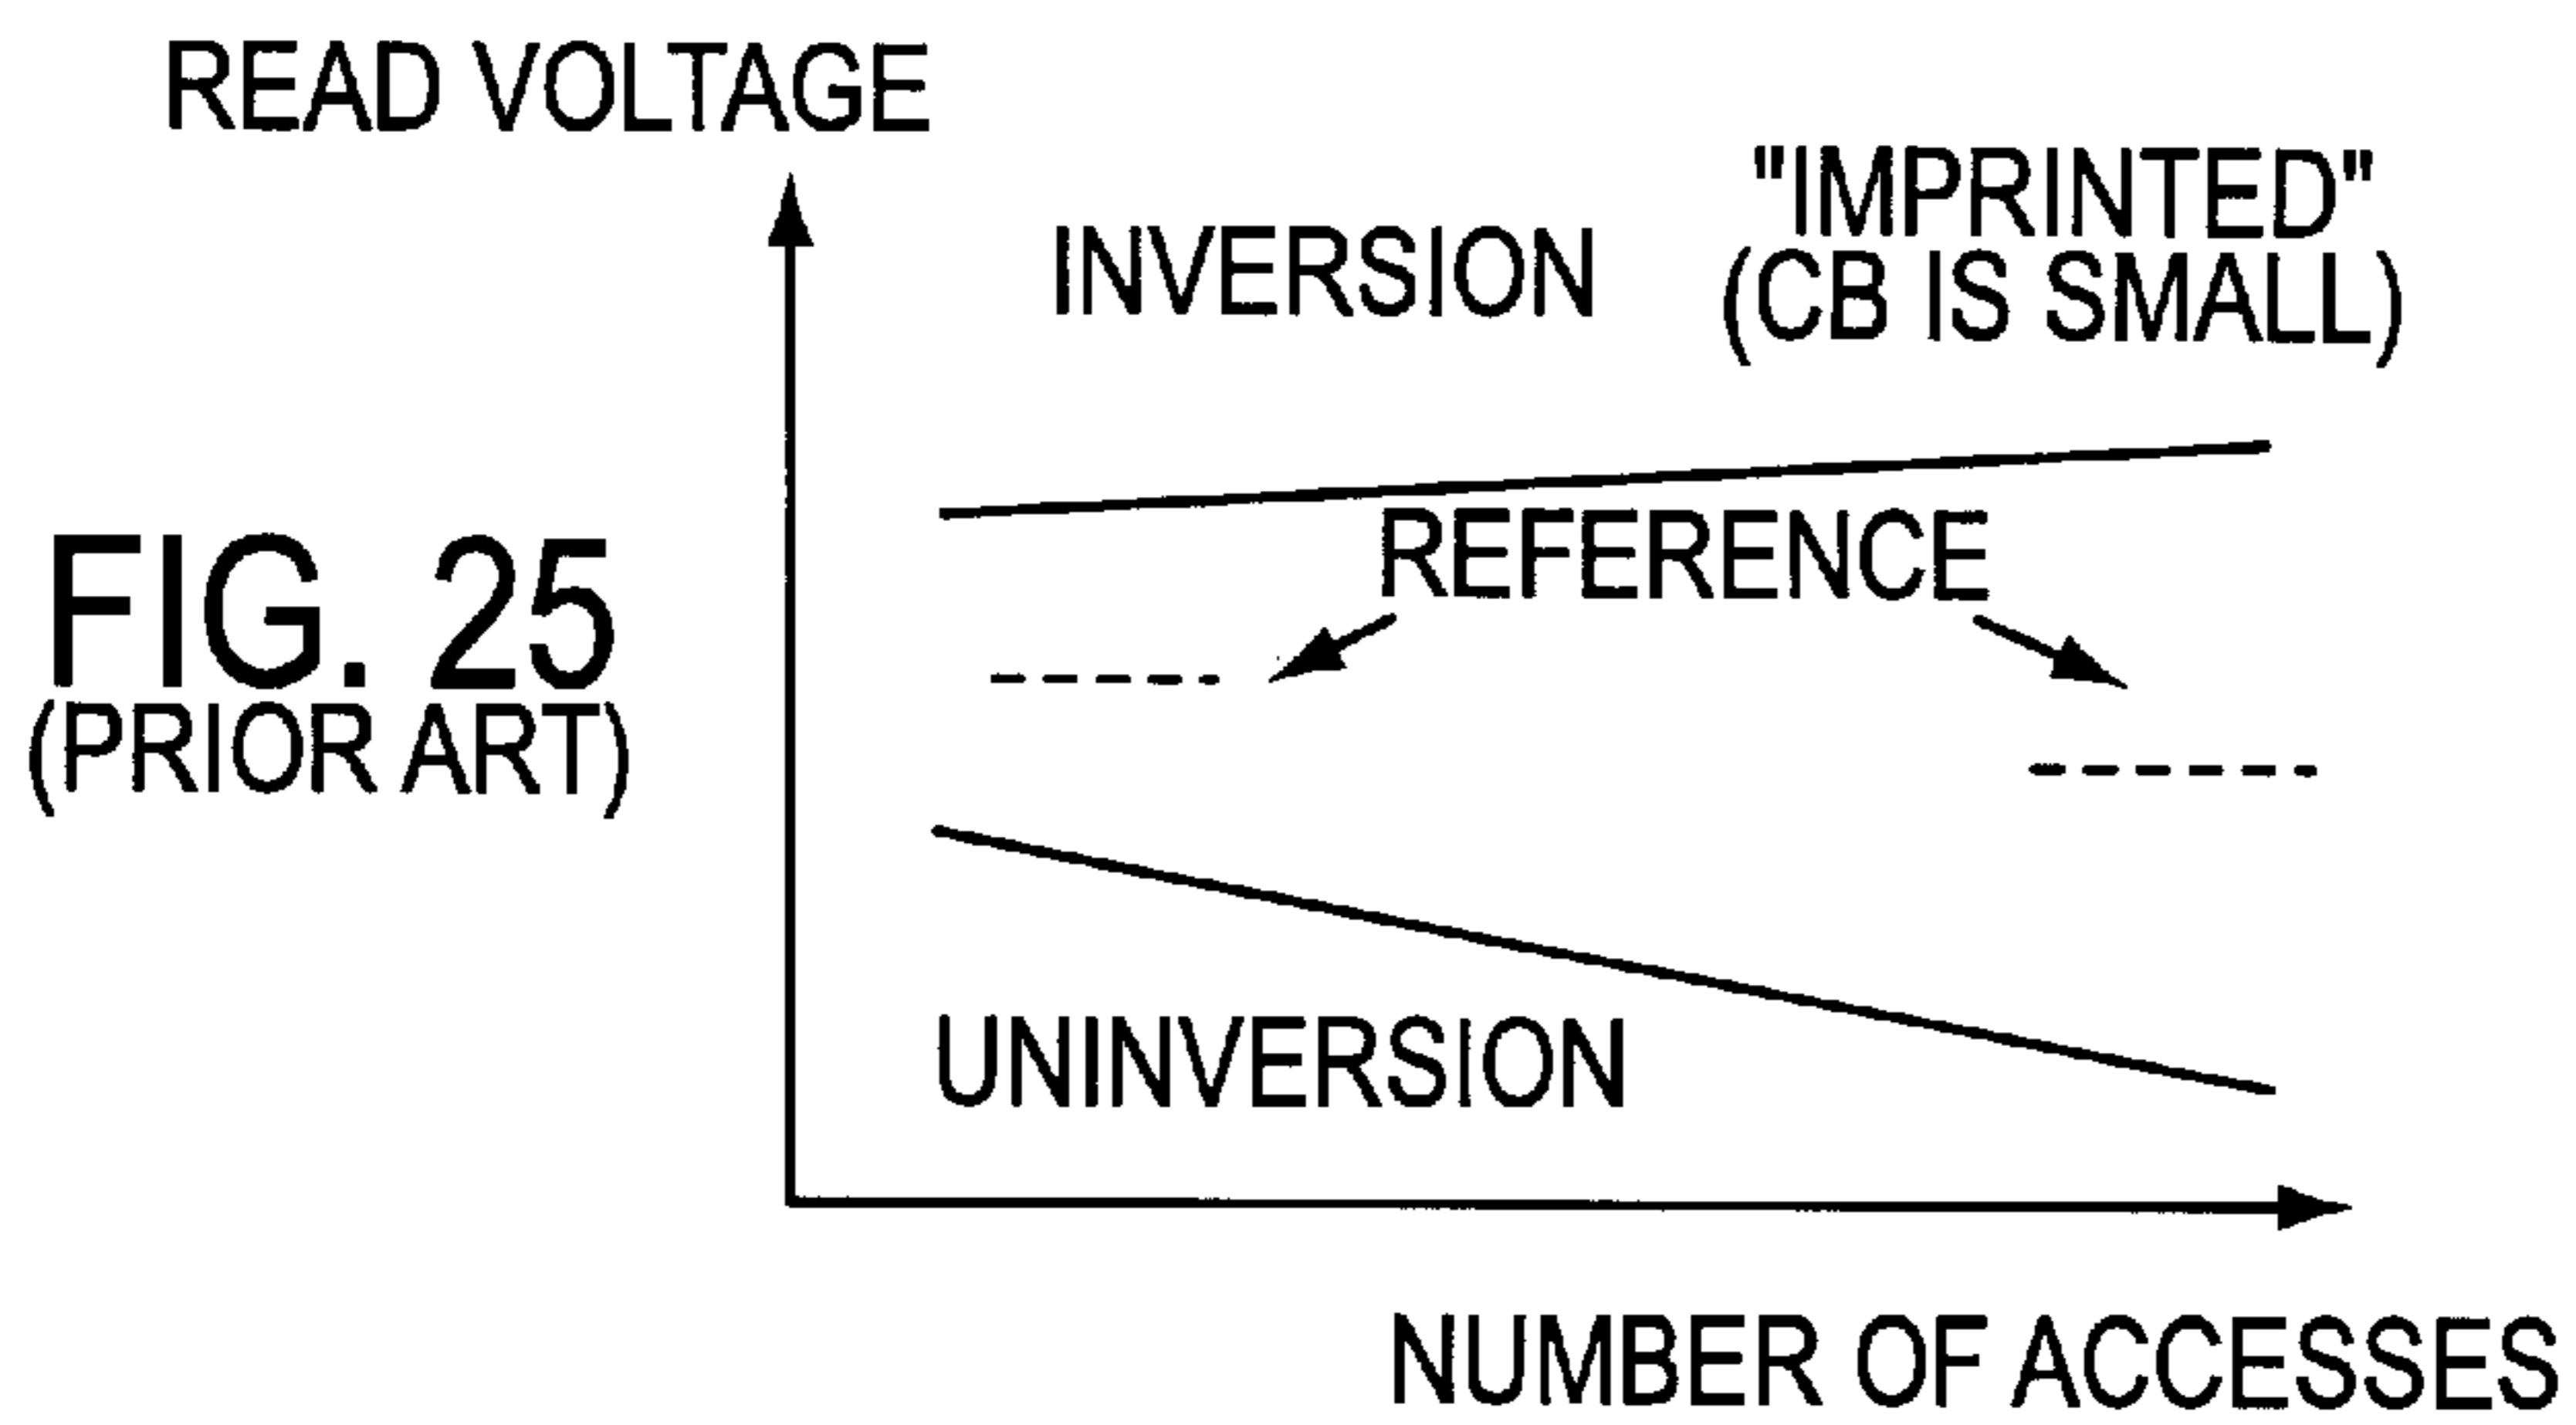 READ VOLTAGE
INVERSION
"IMPRINTED"
(CB IS SMALL)
REFERENCE
FIG. 25
(PRIOR ART)
UNINVERSION
NUMBER OF ACCESSES